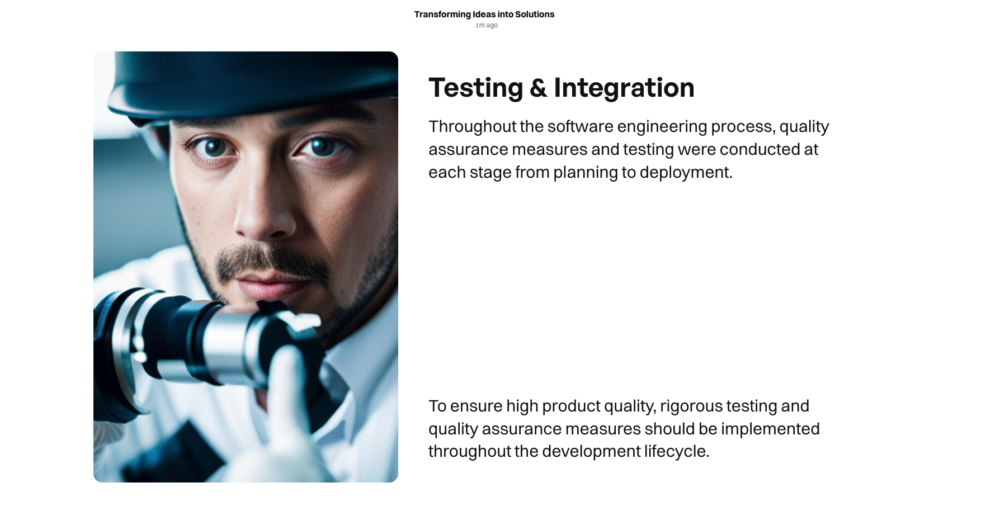 Transforming Ideas into Solutions
1m ago
Testing & Integration
Throughout the software engineering process, quality
assurance measures and testing were conducted at
each stage from planning to deployment.
To ensure high product quality, rigorous testing and
quality assurance measures should be implemented
throughout the development lifecycle.